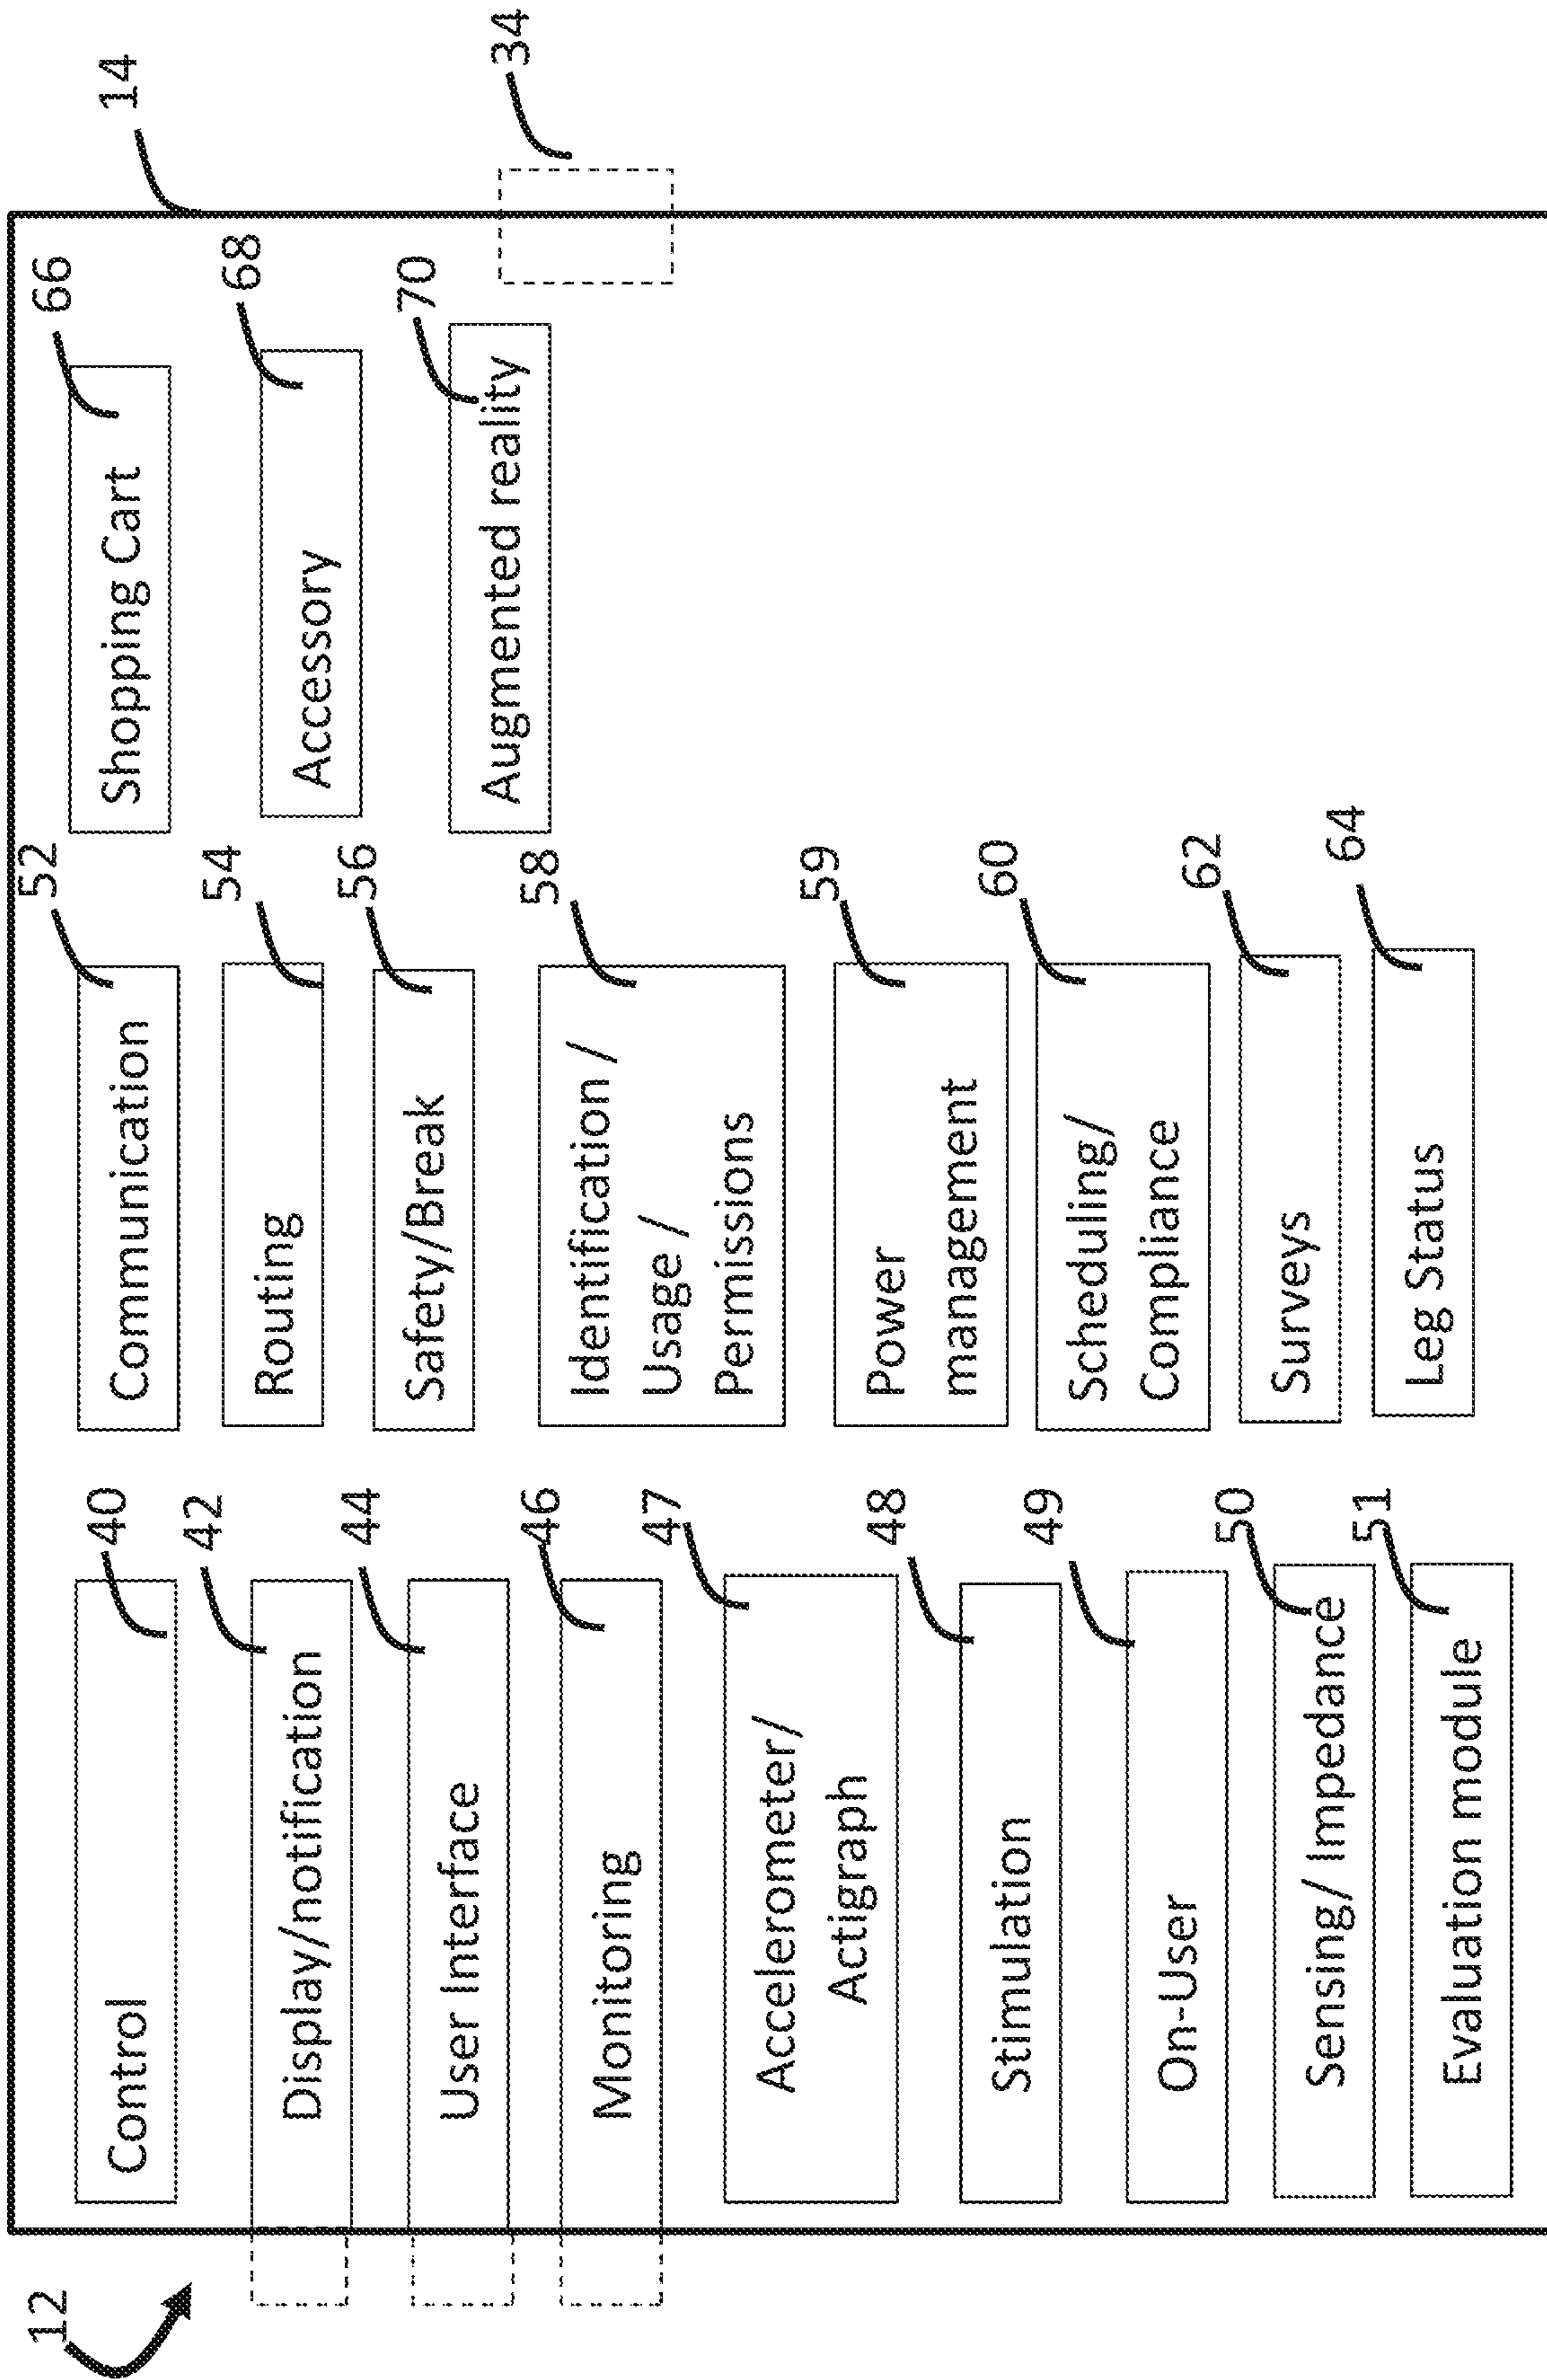 12
14
34
40
Control
42
Display/notification
44
User Interface
46
Monitoring
47
Accelerometer/
Actigraph
48
Stimulation
49
On-User
50
Sensing/ Impedance
51
Evaluation module
52
Communication
54
Routing
56
Safety/Break
58
Identification /
Usage /
Permissions
59
Power
management
60
Scheduling/
Compliance
62
Surveys
64
Leg Status
66
Shopping Cart
68
Accessory
70
Augmented reality